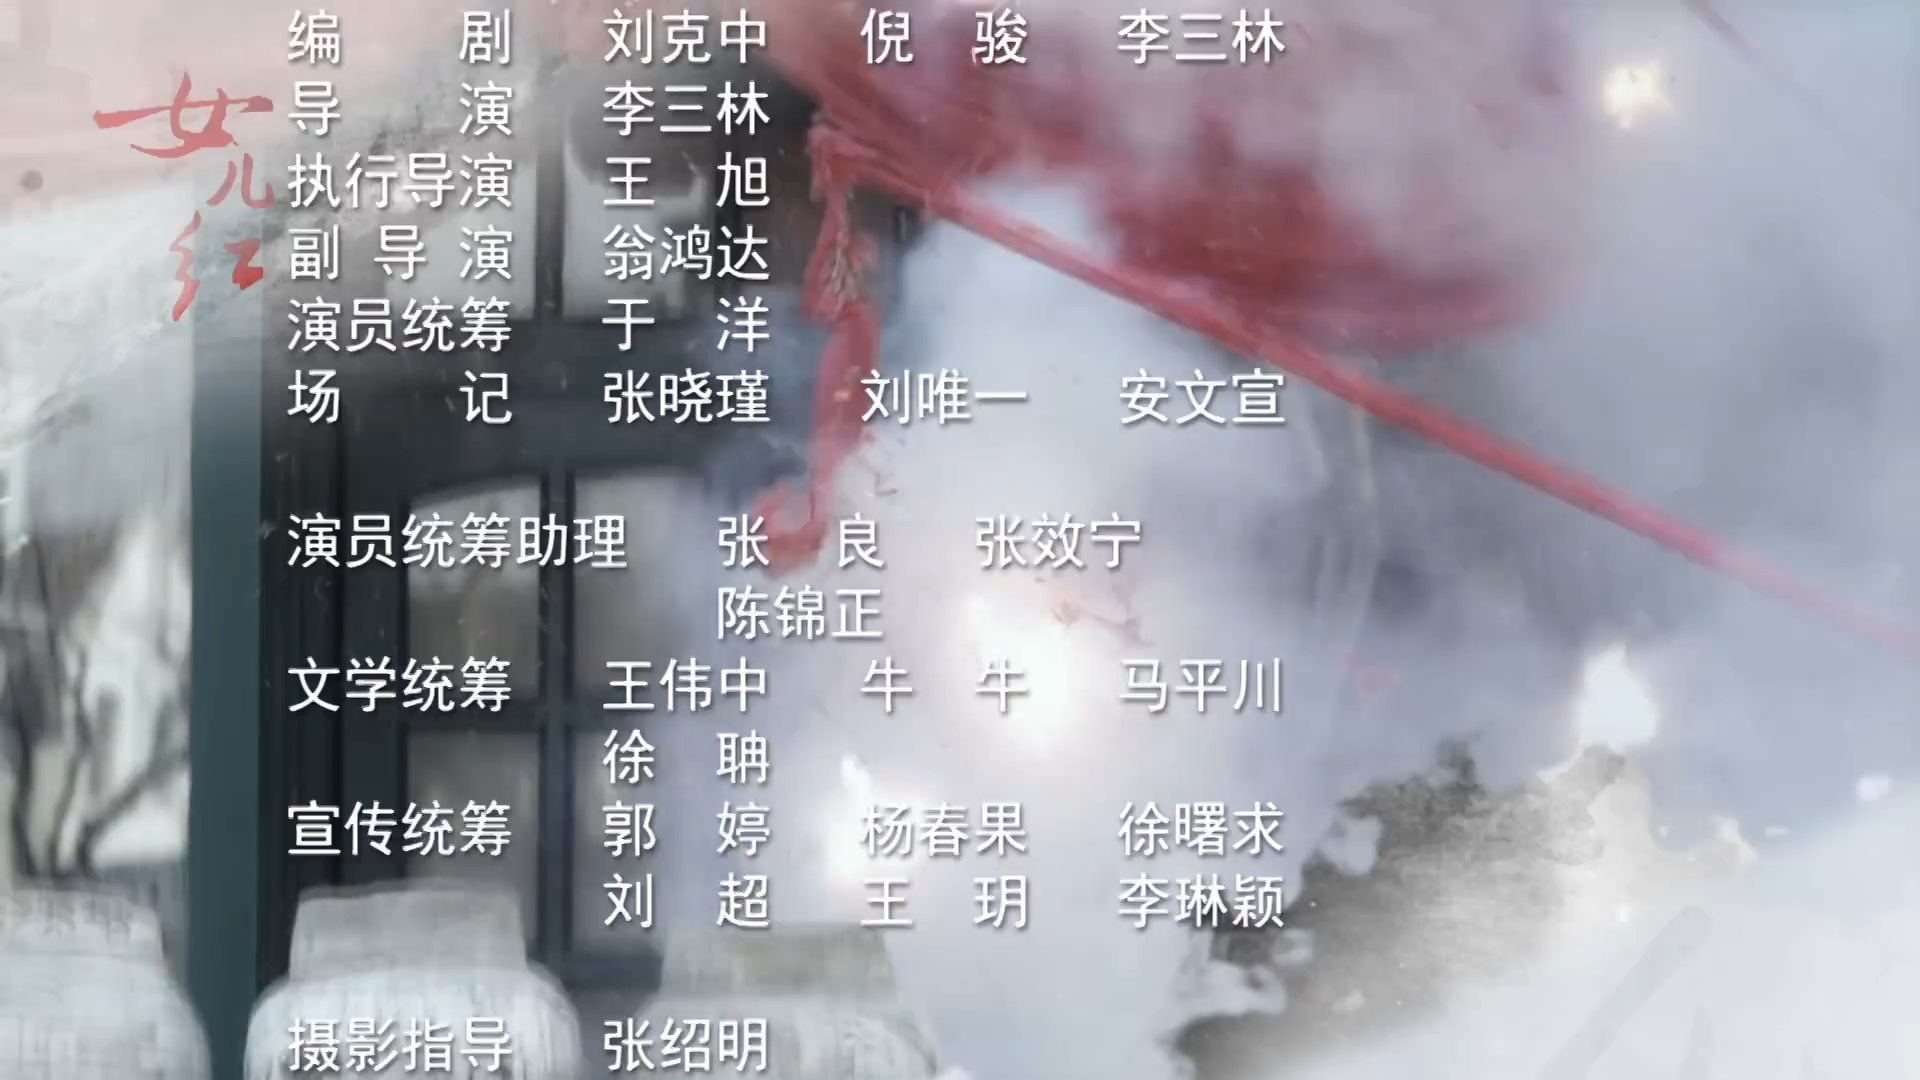 女儿红
编剧 刘克中 倪骏 李三林
导演 李三林
执行导演 王旭
副导演 翁鸿达
演员统筹 于洋
场记 张晓瑾 刘唯一 安文宣
演员统筹助理 张良 张效宁
陈锦正
文学统筹 王伟中 牛牛 马平川
徐聃
宣传统筹 郭婷 杨春果 徐曙求
刘超 王玥 李琳颖
摄影指导 张绍明